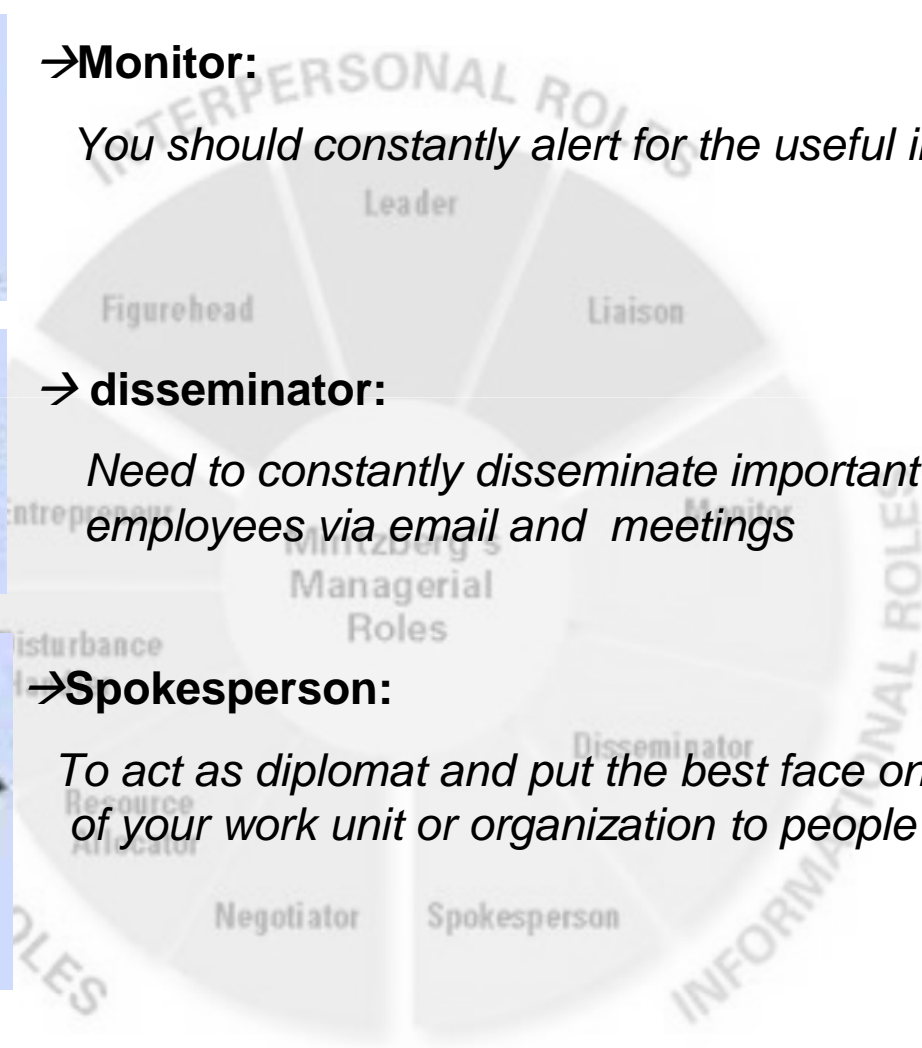 →Monitor:
INTERPERSONAL ROLES
You should constantly alert for the useful
Leader
Figurehead
Liaison
→ disseminator:
Need to constantly disseminate important
Monitor
employees via email and meetings
Mintzberg's
Managerial
Roles
→Spokesperson:
Disseminator
To act as diplomat and put the best face on
Resource
of your work unit or organization to people
Allocator
Negotiator
Spokesperson
INFORMATIONAL ROLES